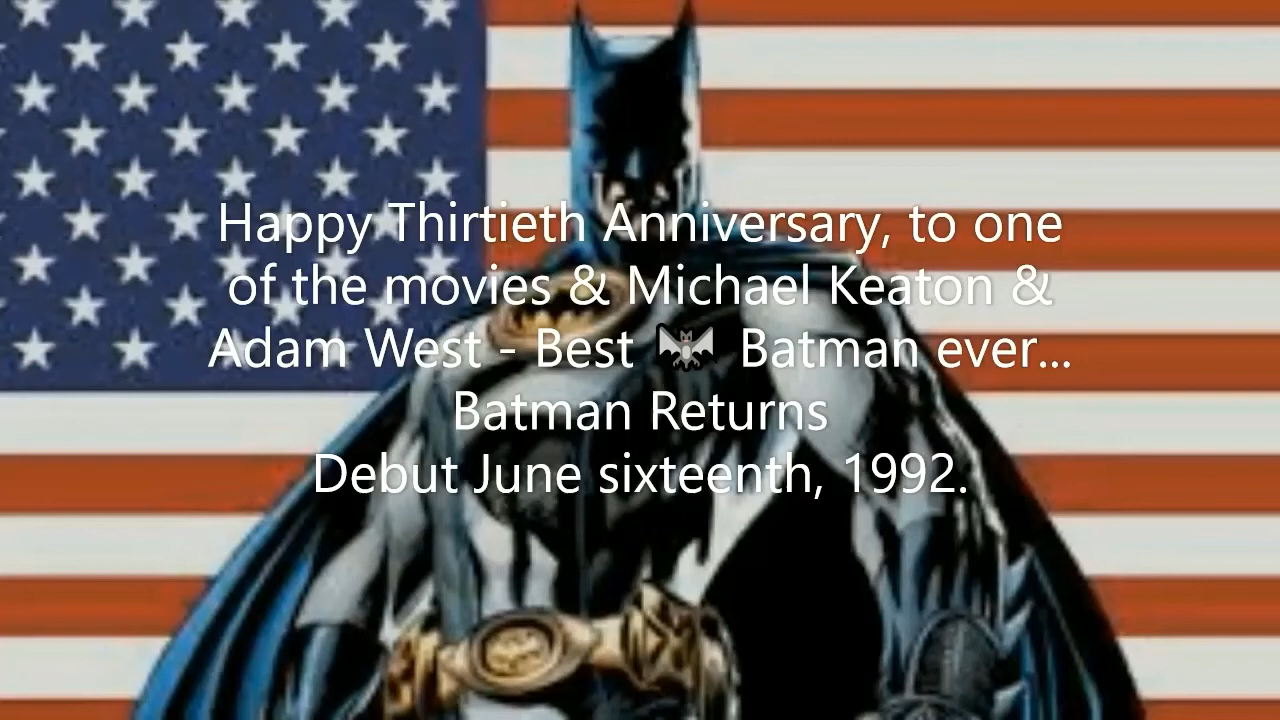 Happy Thirtieth Anniversary, to one
of the movies & Michael Keaton &
Adam West - Best 🦇 Batman ever...
Batman Returns
Debut June sixteenth, 1992.